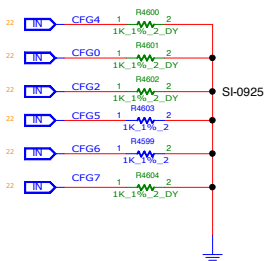 R4600
22 IN CFG4 1 2
1K_1%_2_DY
R4601
22 IN CFG0 1 2
1K_1%_2_DY
R4602
22 IN CFG2 1 2 SI-0925
1K_1%_2_DY
R4603
22 IN CFG5 1 2
1K_1%_2
R4599
22 IN CFG6 1 2
1K_1%_2
R4604
22 IN CFG7 1 2
1K_1%_2_DY